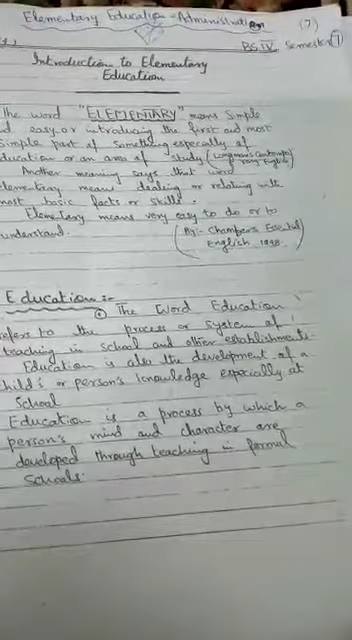 Elementary Education - Administration (7)
BS.IV Semester
Introduction to Elementary
Education
The word "ELEMENTARY" means Simple
easy or introducing the first and most
simple part of something especially of
education or an area of study (Longman's Contempo
rary English)
Another meaning says that word
elementary means dealing or relating with
most basic facts or skills.
Elementary means very easy to do or to
understand.
(By:- Chambers Essential
English 1998)
Education:-
The Word Education
refers to the process or system of
teaching in school and other establishments.
Education is also the development of a
child's or person's knowledge especially at
School
Education is a process by which a
person's mind and character are
developed through teaching in formal
Schools.